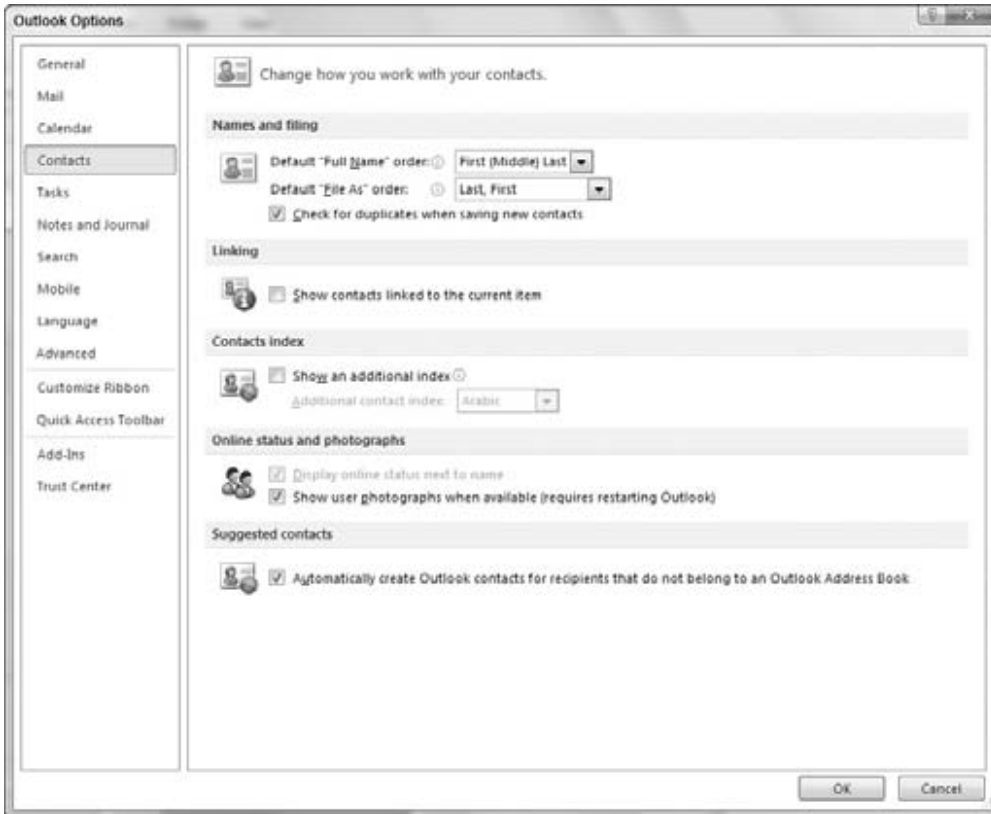 Outlook Options
General
Mail
Calendar
Contacts
Tasks
Notes and Journal
Search
Mobile
Language
Advanced
Customize Ribbon
Quick Access Toolbar
Add-Ins
Trust Center
Change how you work with your contacts.
Names and filing
Default "Full Name" order: First (Middle) Last
Default "File As" order: Last, First
Check for duplicates when saving new contacts
Linking
Show contacts linked to the current item
Contacts index
Show an additional index
Additional contact index: Arabic
Online status and photographs
Display online status next to name
Show user photographs when available (requires restarting Outlook)
Suggested contacts
Automatically create Outlook contacts for recipients that do not belong to an Outlook Address Book
OK Cancel